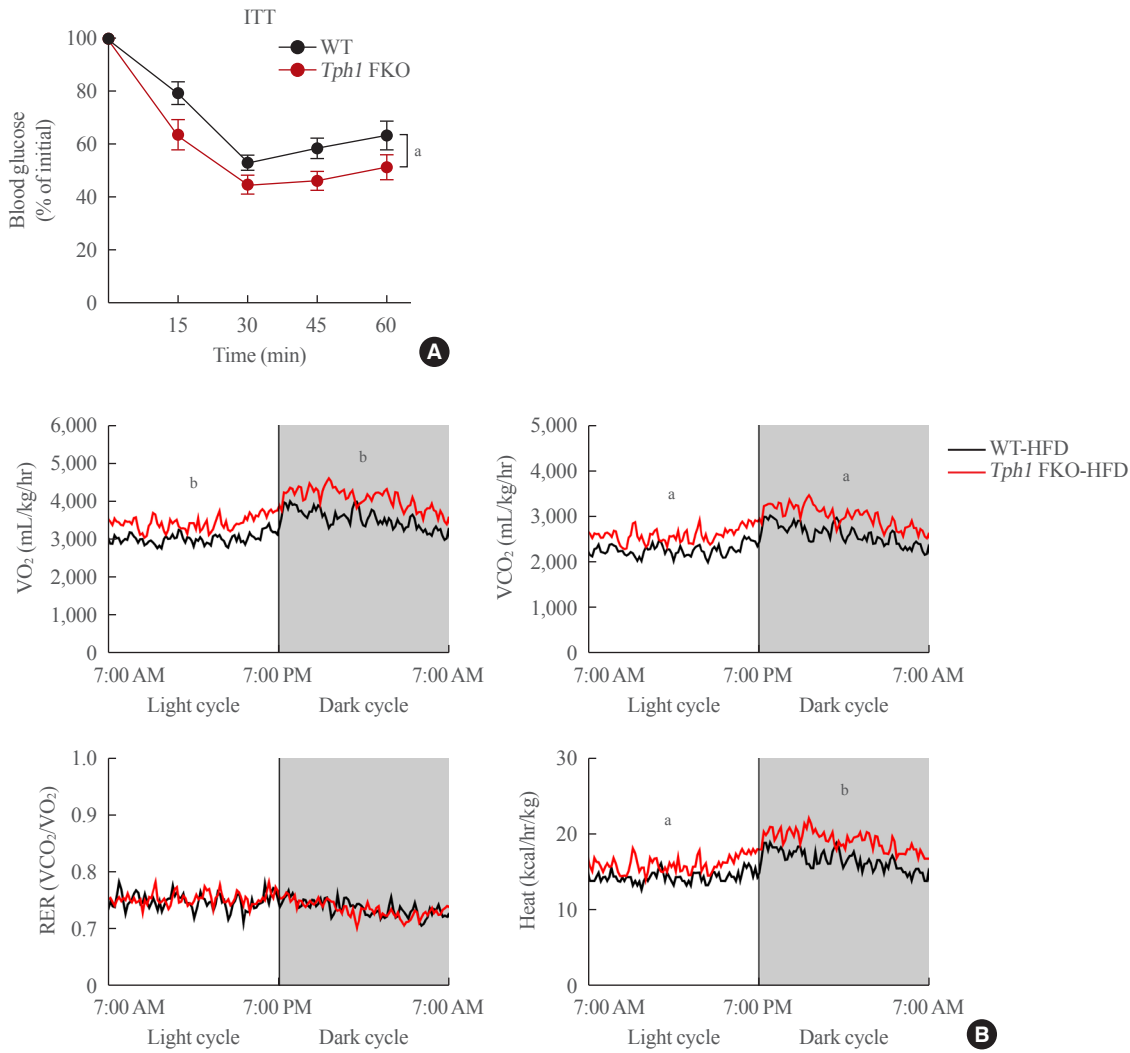 ITT
WT
Tph1 FKO
Blood glucose
(% of initial)
100
80
60
40
20
0
a
15 30 45 60
Time (min)
A
VO₂ (mL/kg/hr)
6,000
5,000
4,000
3,000
2,000
1,000
0
b b
7:00 AM 7:00 PM 7:00 AM
Light cycle Dark cycle
VCO₂ (mL/kg/hr)
5,000
4,000
3,000
2,000
1,000
0
a a
7:00 AM 7:00 PM 7:00 AM
Light cycle Dark cycle
WT-HFD
Tph1 FKO-HFD
RER (VCO₂/VO₂)
1.0
0.9
0.8
0.7
0
7:00 AM 7:00 PM 7:00 AM
Light cycle Dark cycle
Heat (kcal/hr/kg)
30
20
10
0
a b
7:00 AM 7:00 PM 7:00 AM
Light cycle Dark cycle
B